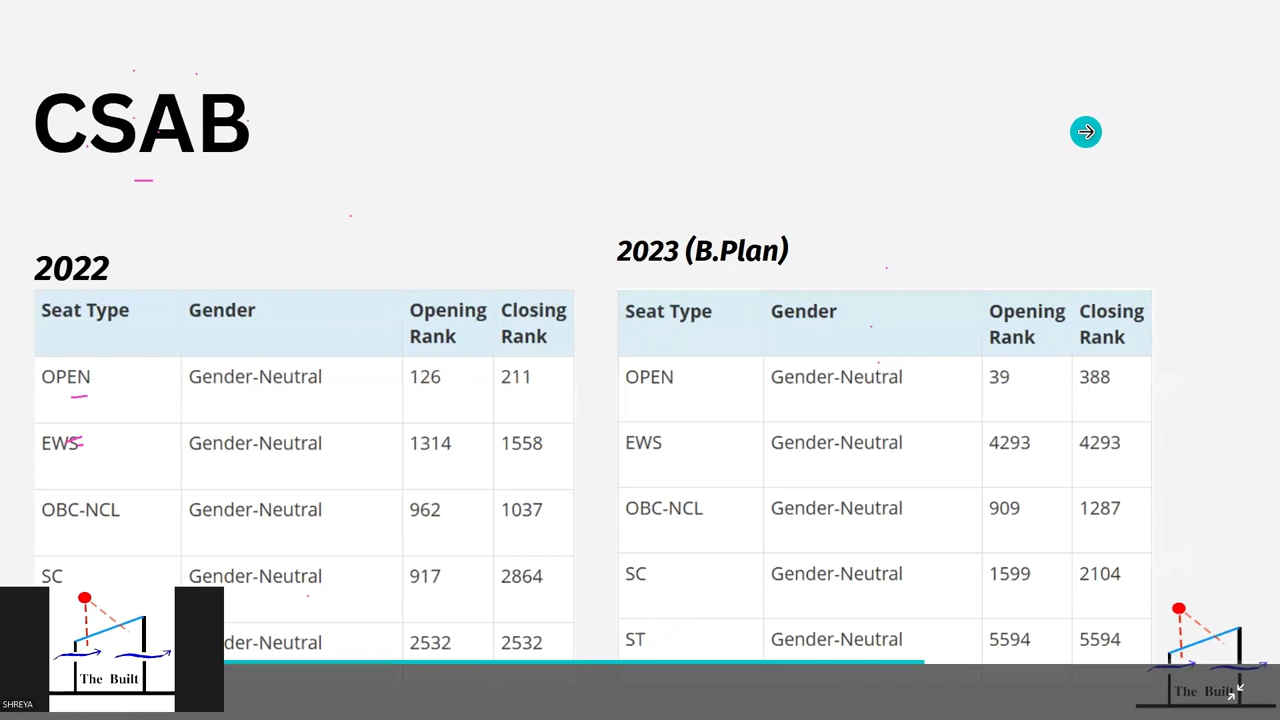 CSAB
2022
Seat Type Gender Opening Rank Closing Rank
OPEN Gender-Neutral 126 211
EWS Gender-Neutral 1314 1558
OBC-NCL Gender-Neutral 962 1037
SC Gender-Neutral 917 2864
der-Neutral 2532 2532
2023 (B.Plan)
Seat Type Gender Opening Rank Closing Rank
OPEN Gender-Neutral 39 388
EWS Gender-Neutral 4293 4293
OBC-NCL Gender-Neutral 909 1287
SC Gender-Neutral 1599 2104
ST Gender-Neutral 5594 5594
The Built
SHREYA
The Built